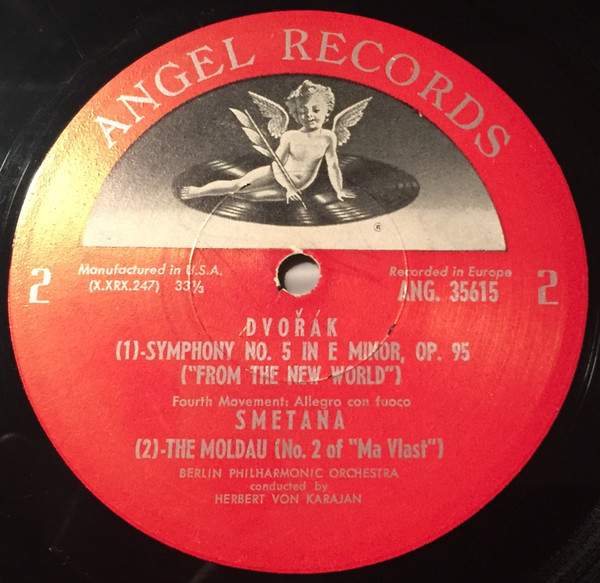 ANGEL RECORDS
®
2 2
Manufactured in U.S.A. Recorded in Europe
(X.XRX.247) 33⅓ ANG. 35615
DVOŘÁK
(1)-SYMPHONY NO. 5 IN E MINOR, OP. 95
("FROM THE NEW WORLD")
Fourth Movement: Allegro con fuoco
SMETANA
(2)-THE MOLDAU (No. 2 of "Ma Vlast")
BERLIN PHILHARMONIC ORCHESTRA
conducted by
HERBERT VON KARAJAN